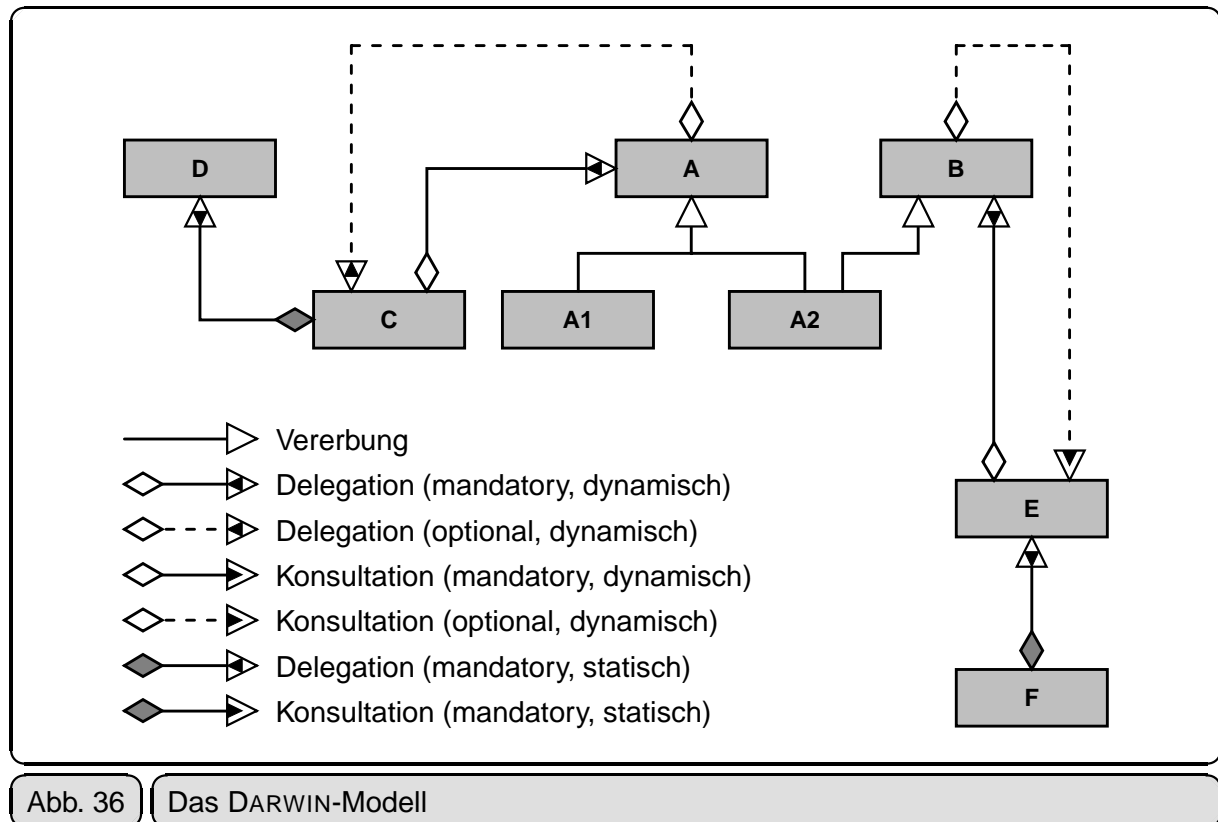 D
A
B
C
A1
A2
Vererbung
Delegation (mandatory, dynamisch)
Delegation (optional, dynamisch)
Konsultation (mandatory, dynamisch)
Konsultation (optional, dynamisch)
Delegation (mandatory, statisch)
Konsultation (mandatory, statisch)
E
F
Abb. 36 Das DARWIN-Modell